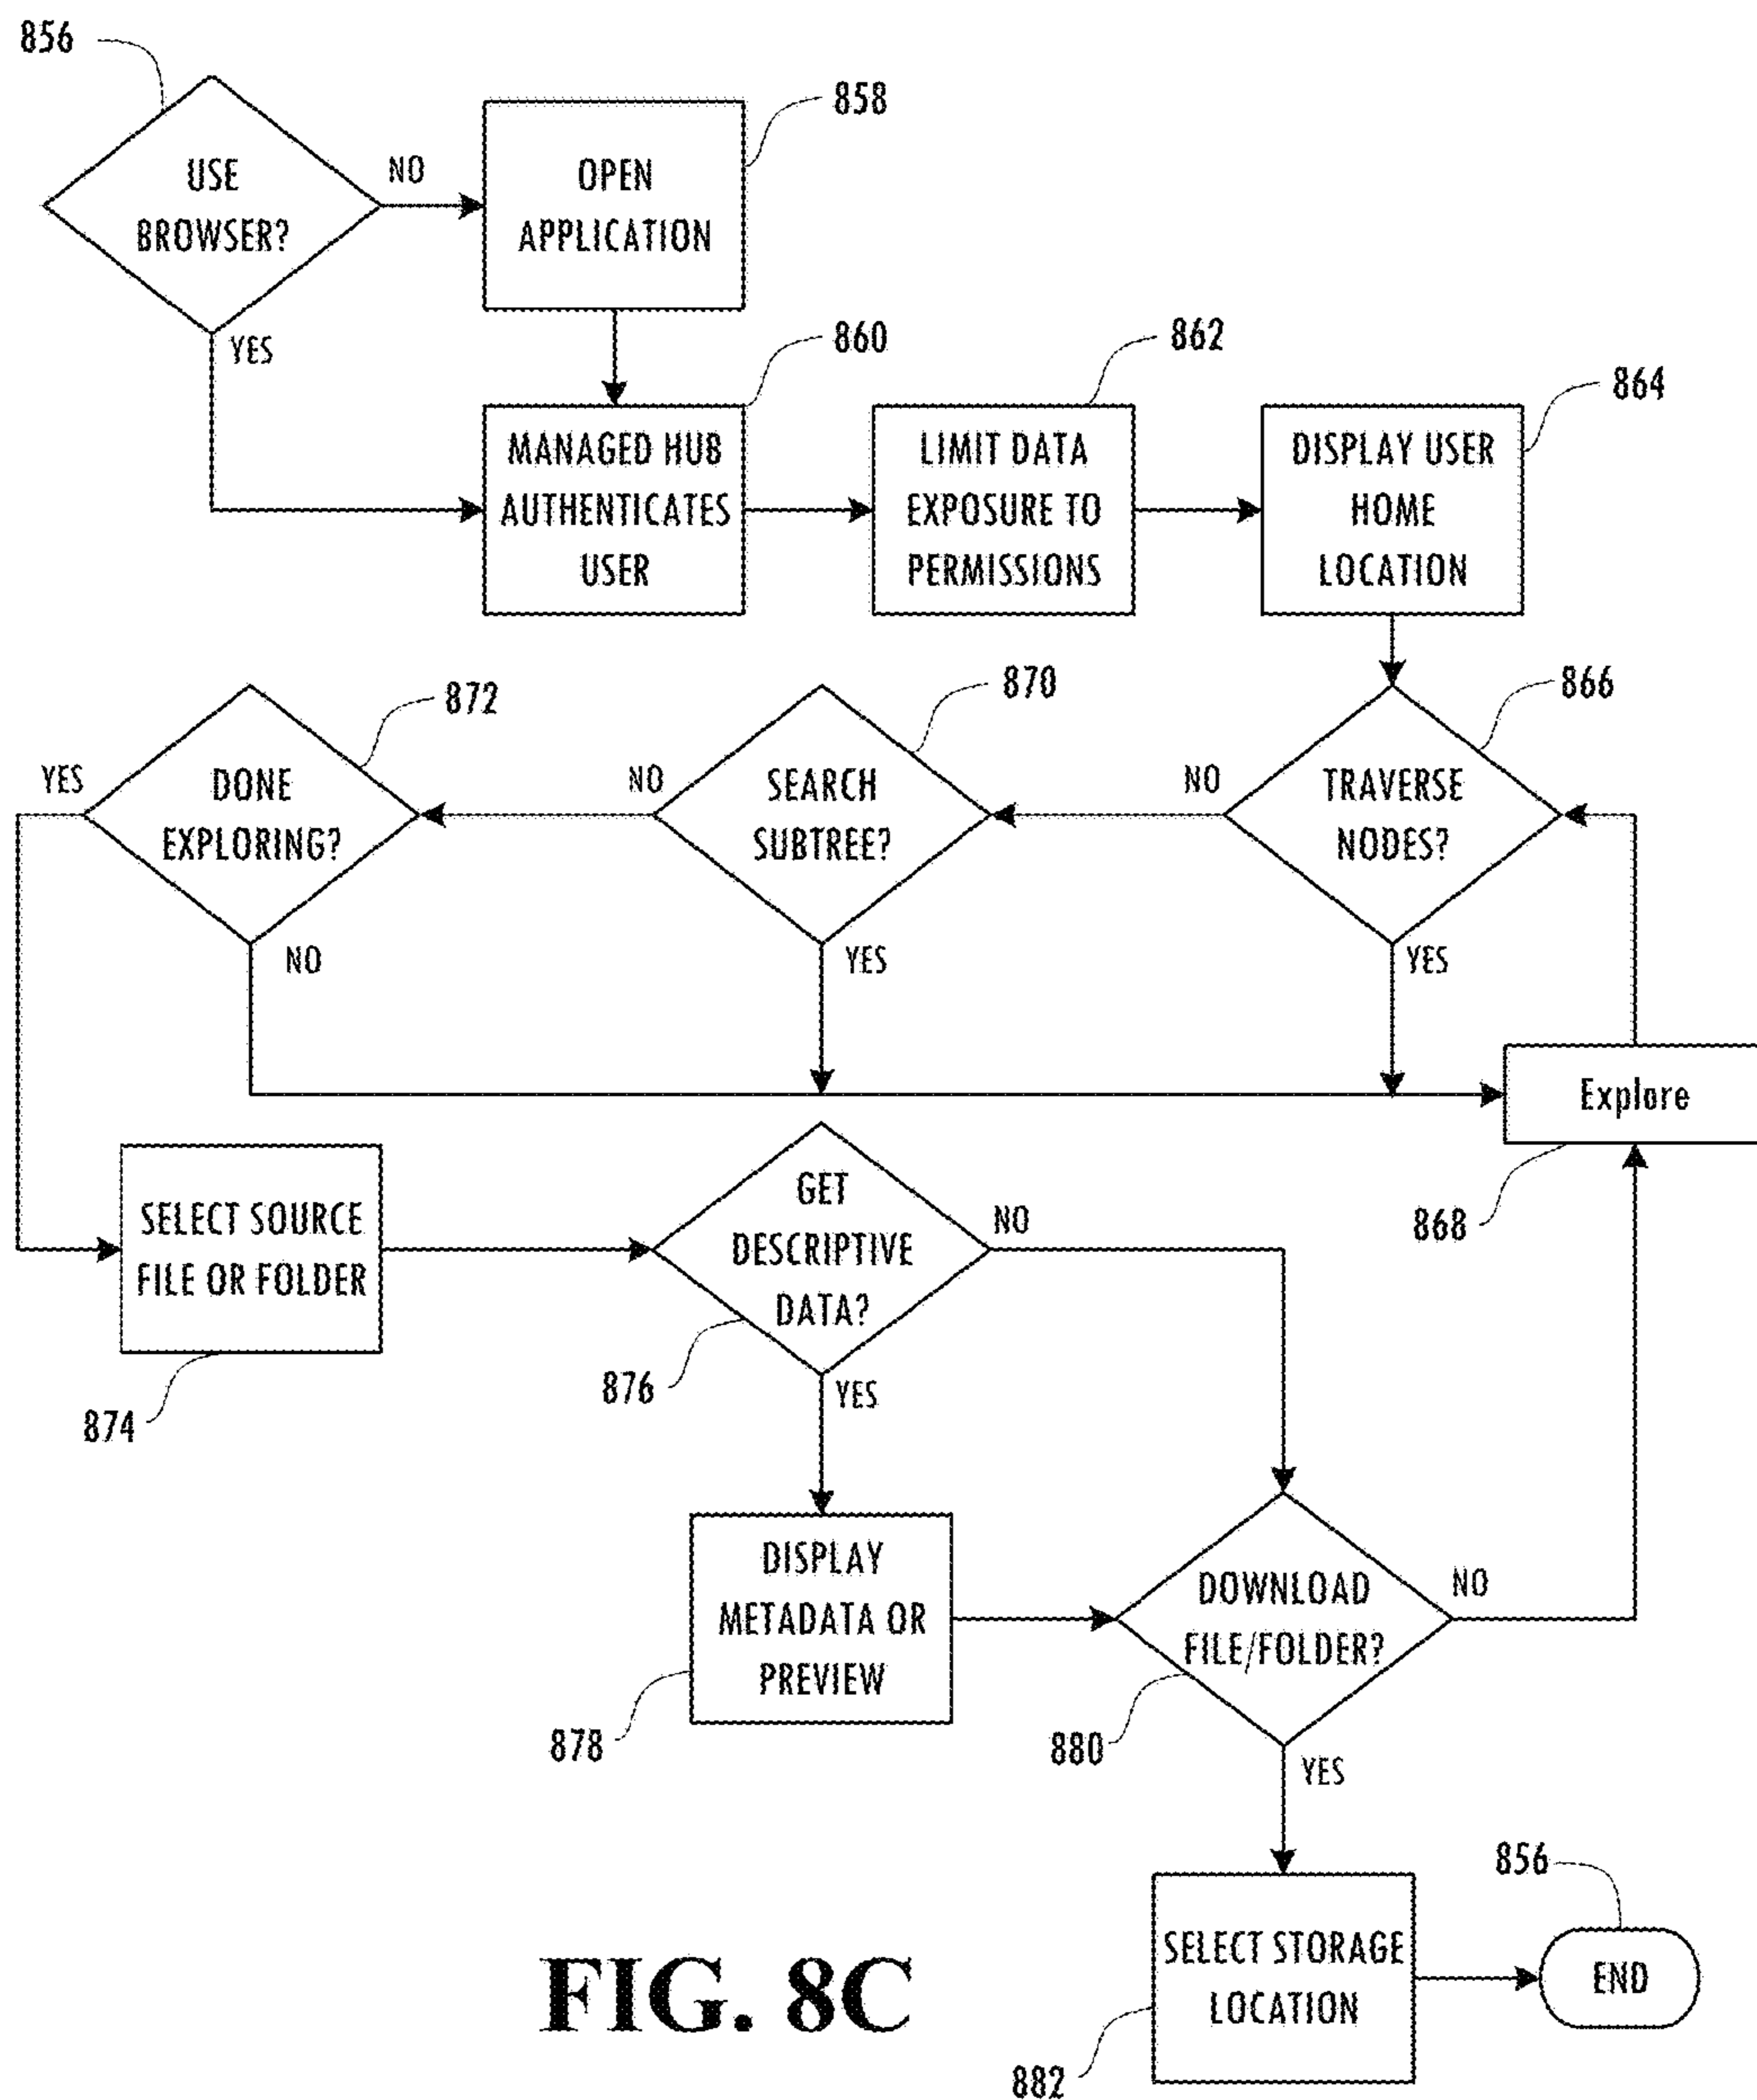 856
858
USE
BROWSER?
NO
OPEN
APPLICATION
YES
860
862
864
MANAGED HUB
AUTHENTICATES
USER
LIMIT DATA
EXPOSURE TO
PERMISSIONS
DISPLAY USER
HOME
LOCATION
872
870
866
YES
DONE
EXPLORING?
NO
SEARCH
SUBTREE?
NO
TRAVERSE
NODES?
NO
YES
YES
Explore
868
SELECT SOURCE
FILE OR FOLDER
874
GET
DESCRIPTIVE
DATA?
NO
876
YES
DISPLAY
METADATA OR
PREVIEW
878
DOWNLOAD
FILE/FOLDER?
NO
880
YES
856
SELECT STORAGE
LOCATION
END
882
FIG. 8C